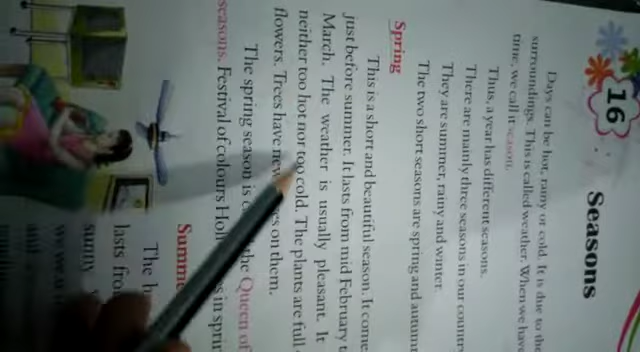 16
Seasons
Days can be hot, rainy or cold. It is due to the
surroundings. This is called weather. When we have
time, we call it season.
Thus, a year has different seasons.
There are mainly three seasons in our country
They are summer, rainy and winter.
The two short seasons are spring and autumn
Spring
This is a short and beautiful season. It come
just before summer. It lasts from mid February t
March. The weather is usually pleasant. It
neither too hot nor too cold. The plants are full
flowers. Trees have new on them.
The spring season is the Queen of
seasons. Festival of colours Holi in sprin
Summe
The h
lasts fro
sunny